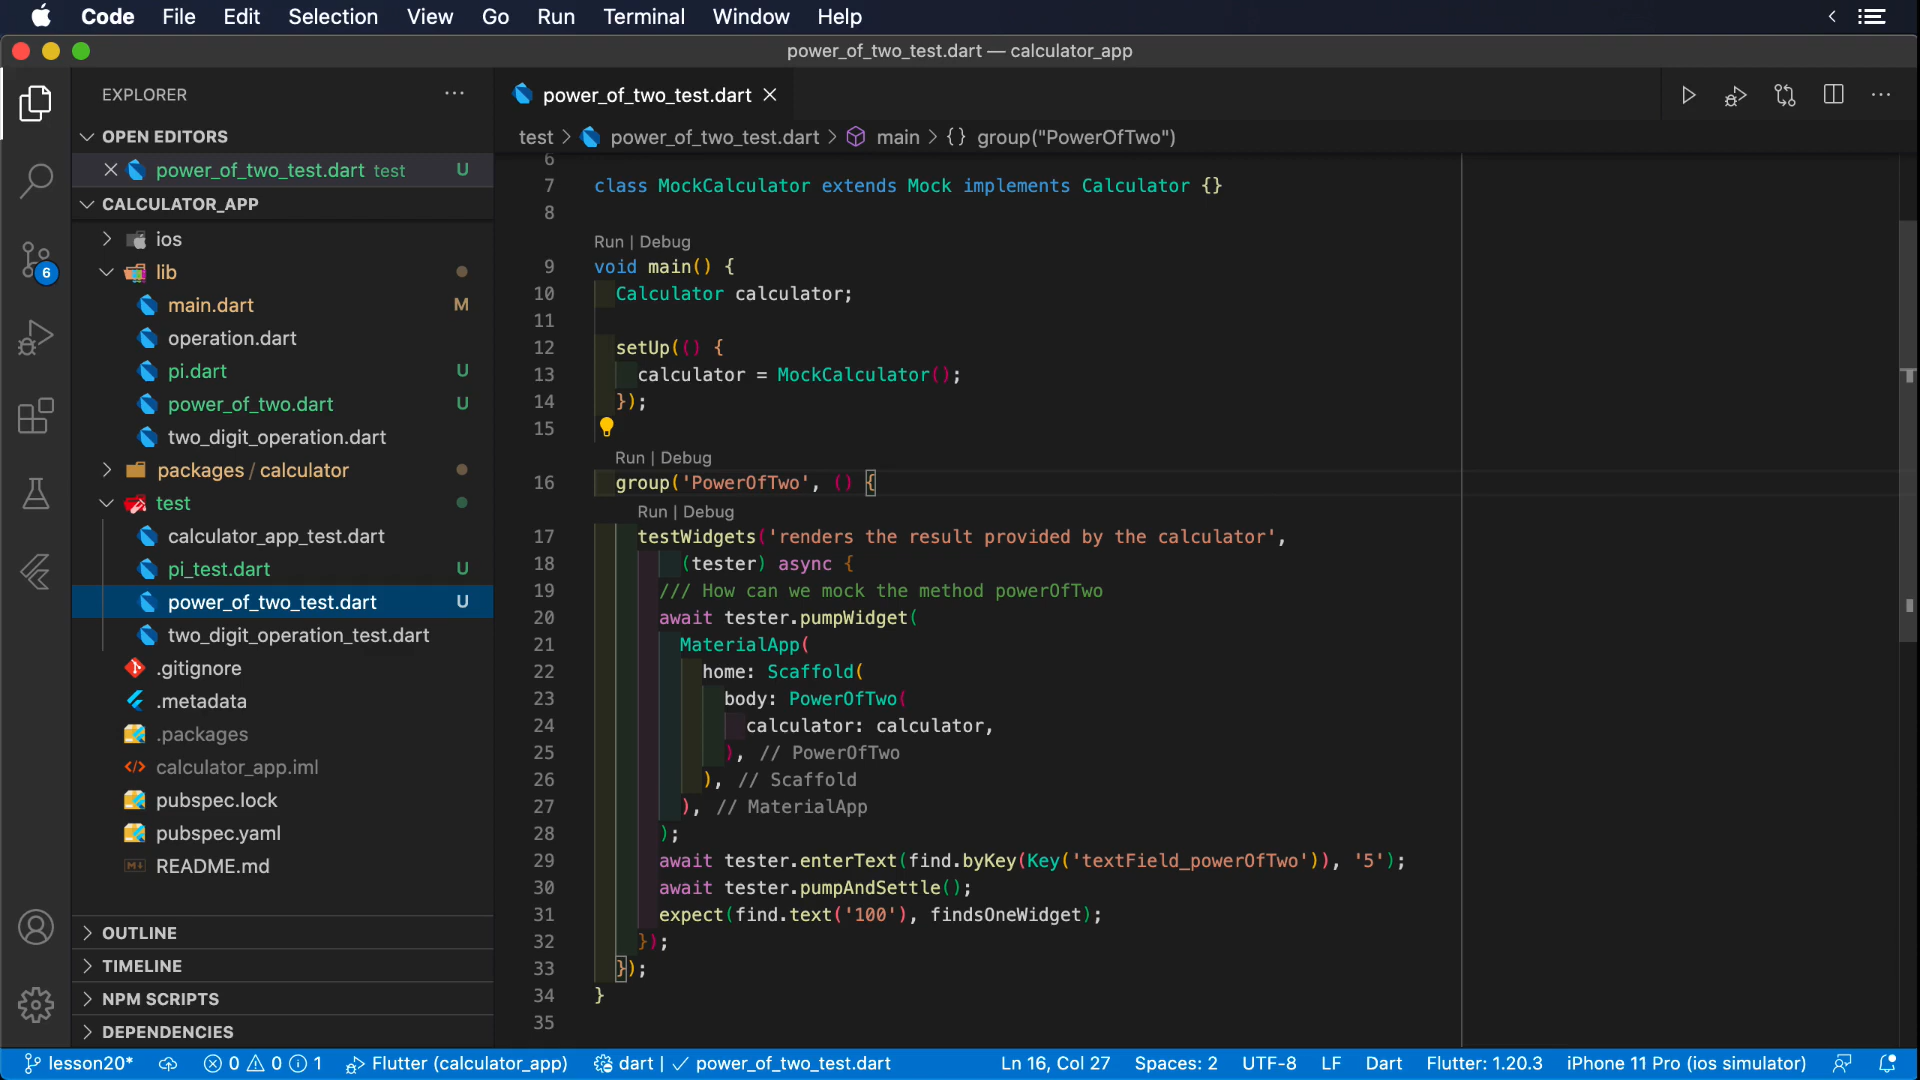 Code File Edit Selection View Go Run Terminal Window Help
power_of_two_test.dart — calculator_app
EXPLORER
OPEN EDITORS
power_of_two_test.dart test U
CALCULATOR_APP
ios
lib
main.dart M
operation.dart
pi.dart U
power_of_two.dart U
two_digit_operation.dart
packages / calculator
test
calculator_app_test.dart
pi_test.dart U
power_of_two_test.dart U
two_digit_operation_test.dart
.gitignore
.metadata
.packages
calculator_app.iml
pubspec.lock
pubspec.yaml
README.md
OUTLINE
TIMELINE
NPM SCRIPTS
DEPENDENCIES
6
power_of_two_test.dart
test > power_of_two_test.dart > main > {} group("PowerOfTwo")
6
7 class MockCalculator extends Mock implements Calculator {}
8
Run | Debug
9 void main() {
10 Calculator calculator;
11
12 setUp(() {
13 calculator = MockCalculator();
14 });
15
Run | Debug
16 group('PowerOfTwo', () {
Run | Debug
17 testWidgets('renders the result provided by the calculator',
18 (tester) async {
19 /// How can we mock the method powerOfTwo
20 await tester.pumpWidget(
21 MaterialApp(
22 home: Scaffold(
23 body: PowerOfTwo(
24 calculator: calculator,
25 ), // PowerOfTwo
26 ), // Scaffold
27 ), // MaterialApp
28 );
29 await tester.enterText(find.byKey(Key('textField_powerOfTwo')), '5');
30 await tester.pumpAndSettle();
31 expect(find.text('100'), findsOneWidget);
32 });
33 });
34 }
35
lesson20* 0 0 1 Flutter (calculator_app) dart | power_of_two_test.dart Ln 16, Col 27 Spaces: 2 UTF-8 LF Dart Flutter: 1.20.3 iPhone 11 Pro (ios simulator)